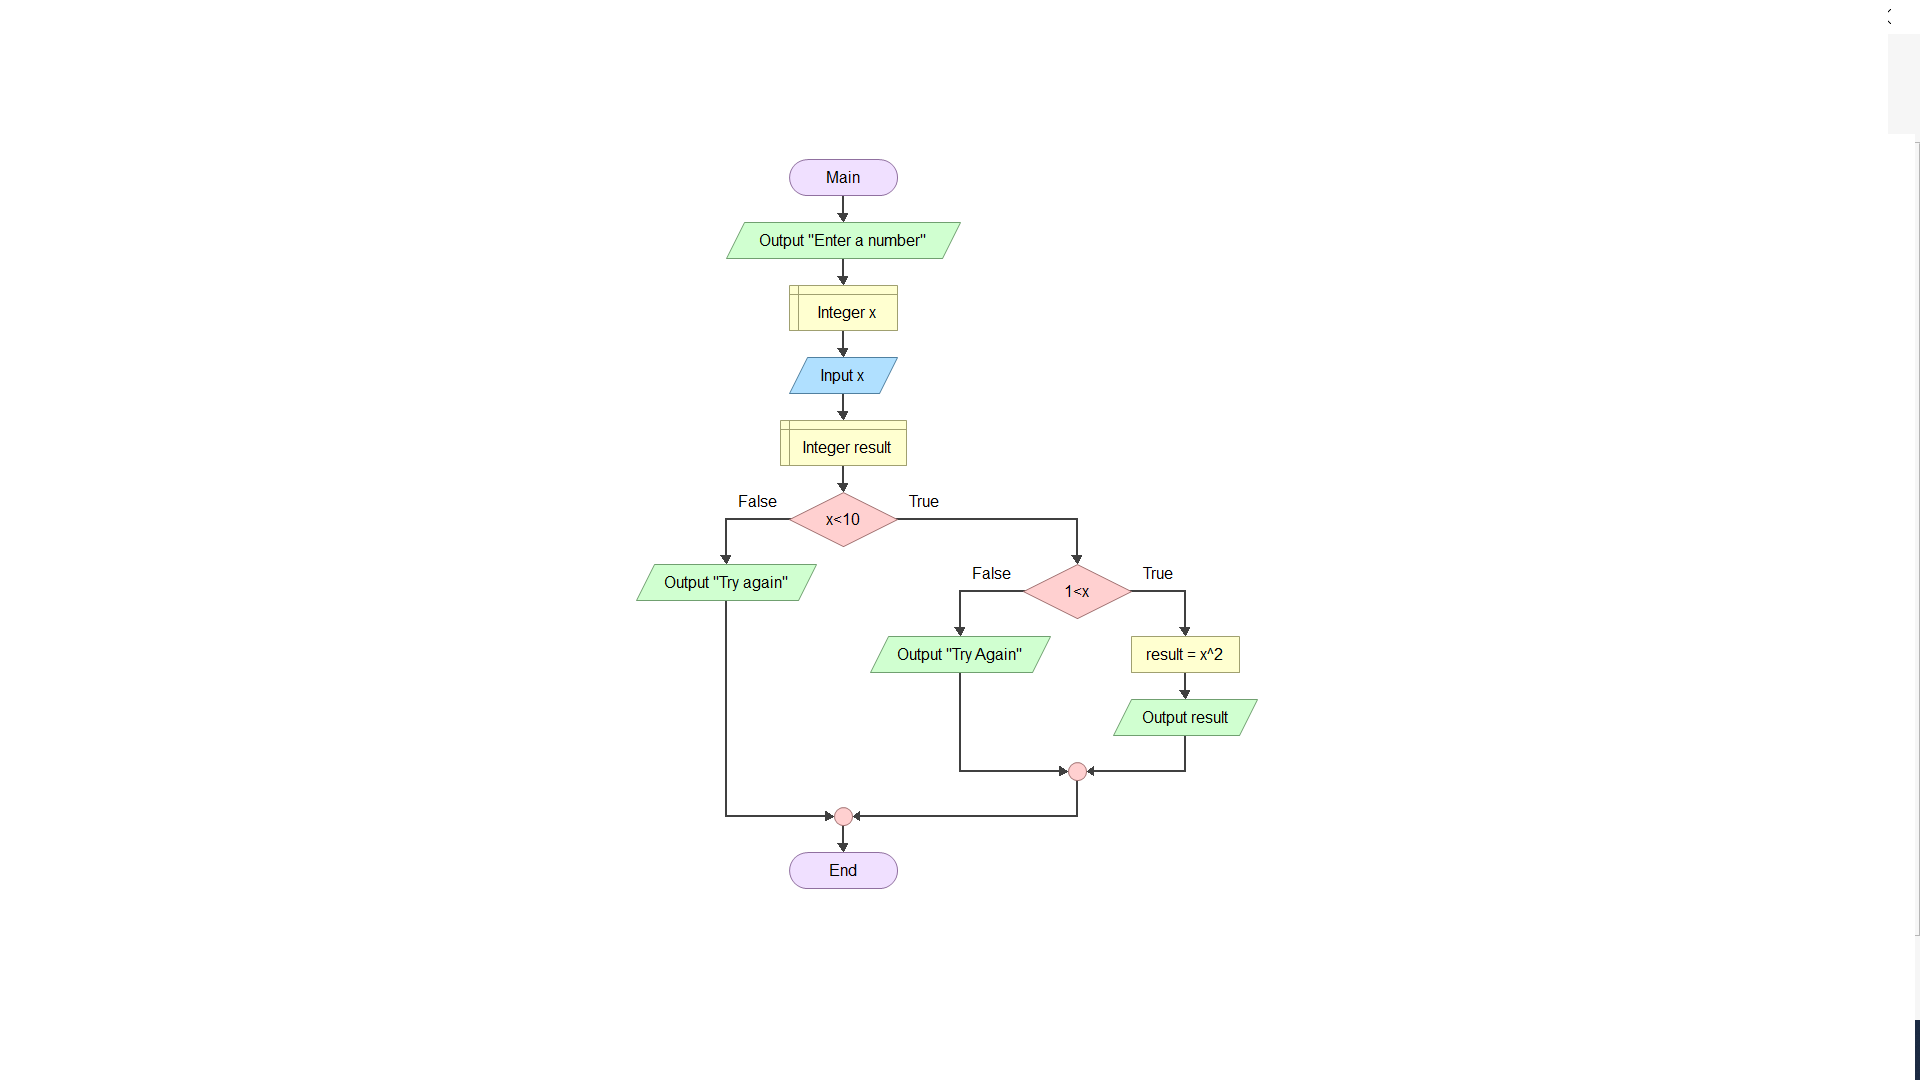 Main
Output "Enter a number"
Integer x
Input x
Integer result
False
True
x<10
Output "Try again"
False
True
1<x
Output "Try Again"
result = x^2
Output result
End